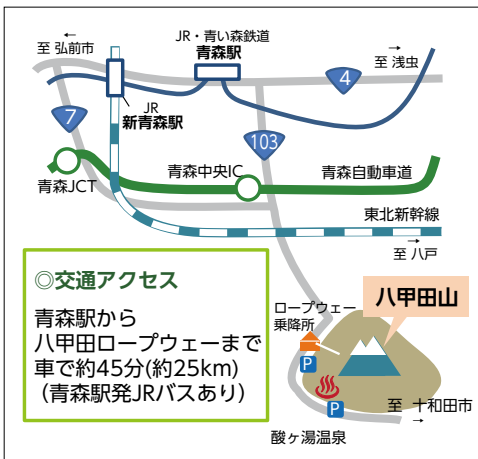 ←
至 弘前市
JR・青い森鉄道
青森駅
→
至 浅虫
4
JR
新青森駅
7
103
青森JCT
青森中央IC
青森自動車道
東北新幹線
至 八戸
→
◎交通アクセス
青森駅から
八甲田ロープウェーまで
車で約45分(約25km)
(青森駅発JRバスあり)
八甲田山
ロープウェー
乗降所
P
P
至 十和田市
→
酸ヶ湯温泉